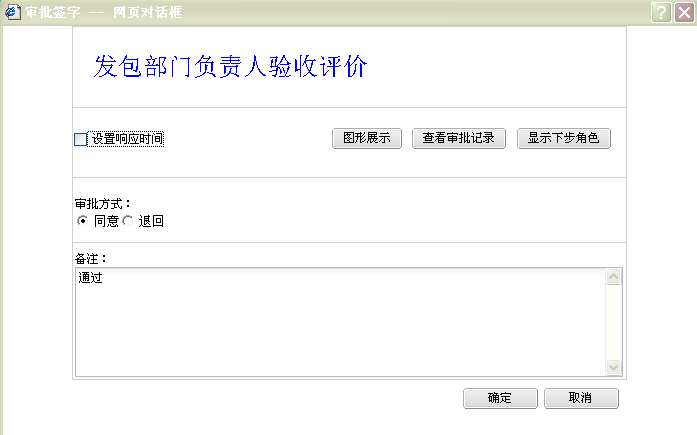 审批签字 -- 网页对话框
发包部门负责人验收评价
设置响应时间 图形展示 查看审批记录 显示下步角色
审批方式：
同意 退回
备注：
通过
确定 取消